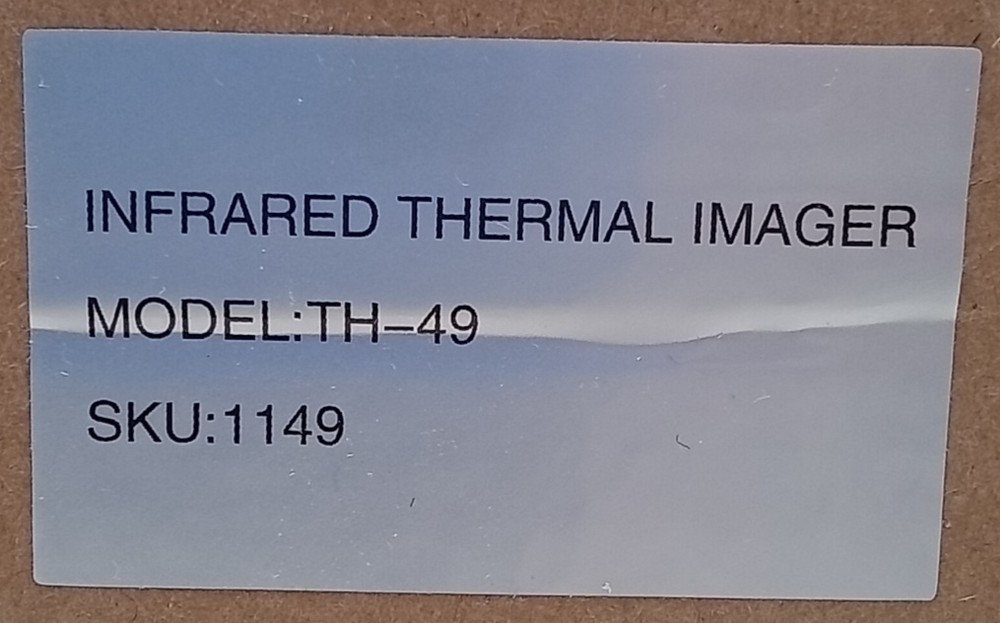 INFRARED THERMAL IMAGER
MODEL:TH–49
SKU:1149